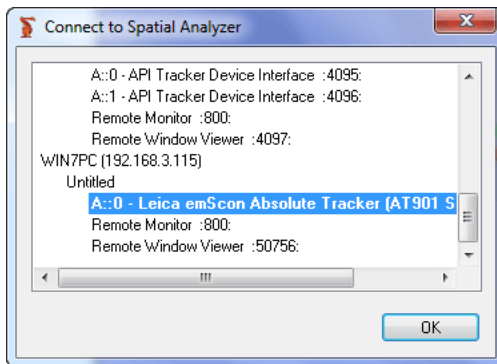 Connect to Spatial Analyzer
A::0 - API Tracker Device Interface :4095:
A::1 - API Tracker Device Interface :4096:
Remote Monitor :800:
Remote Window Viewer :4097:
WIN7PC (192.168.3.115)
Untitled
A::0 - Leica emScon Absolute Tracker (AT901 S
Remote Monitor :800:
Remote Window Viewer :50756:
OK